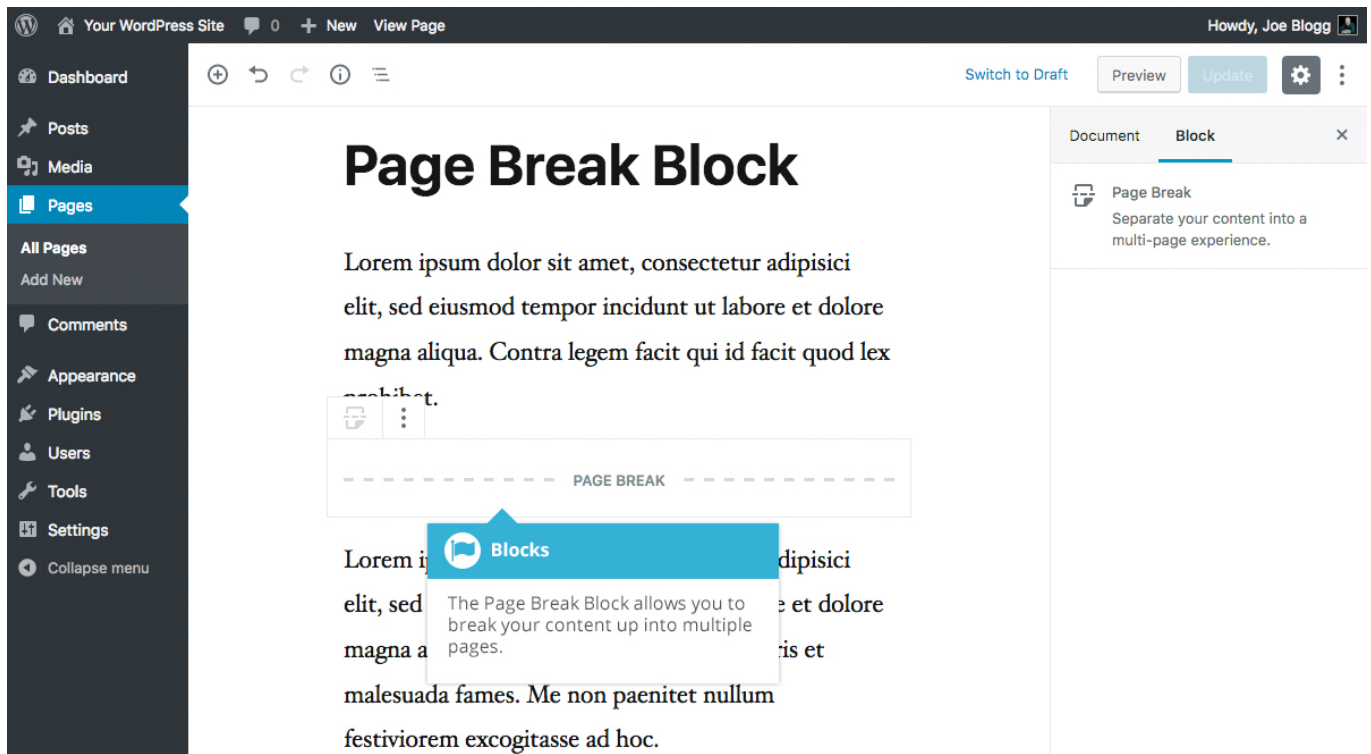 Your WordPress Site 0 New View Page Howdy, Joe Blogg
Dashboard
Posts
Media
Pages
All Pages
Add New
Comments
Appearance
Plugins
Users
Tools
Settings
Collapse menu
Switch to Draft Preview Update
Page Break Block
Lorem ipsum dolor sit amet, consectetur adipisici
elit, sed eiusmod tempor incidunt ut labore et dolore
magna aliqua. Contra legem facit qui id facit quod lex
prohibet.
PAGE BREAK
Blocks
The Page Break Block allows you to
break your content up into multiple
pages.
Lorem dipisici
elit, sed et dolore
magna a ris et
malesuada fames. Me non paenitet nullum
festiviorem excogitasse ad hoc.
Document Block
Page Break
Separate your content into a
multi-page experience.